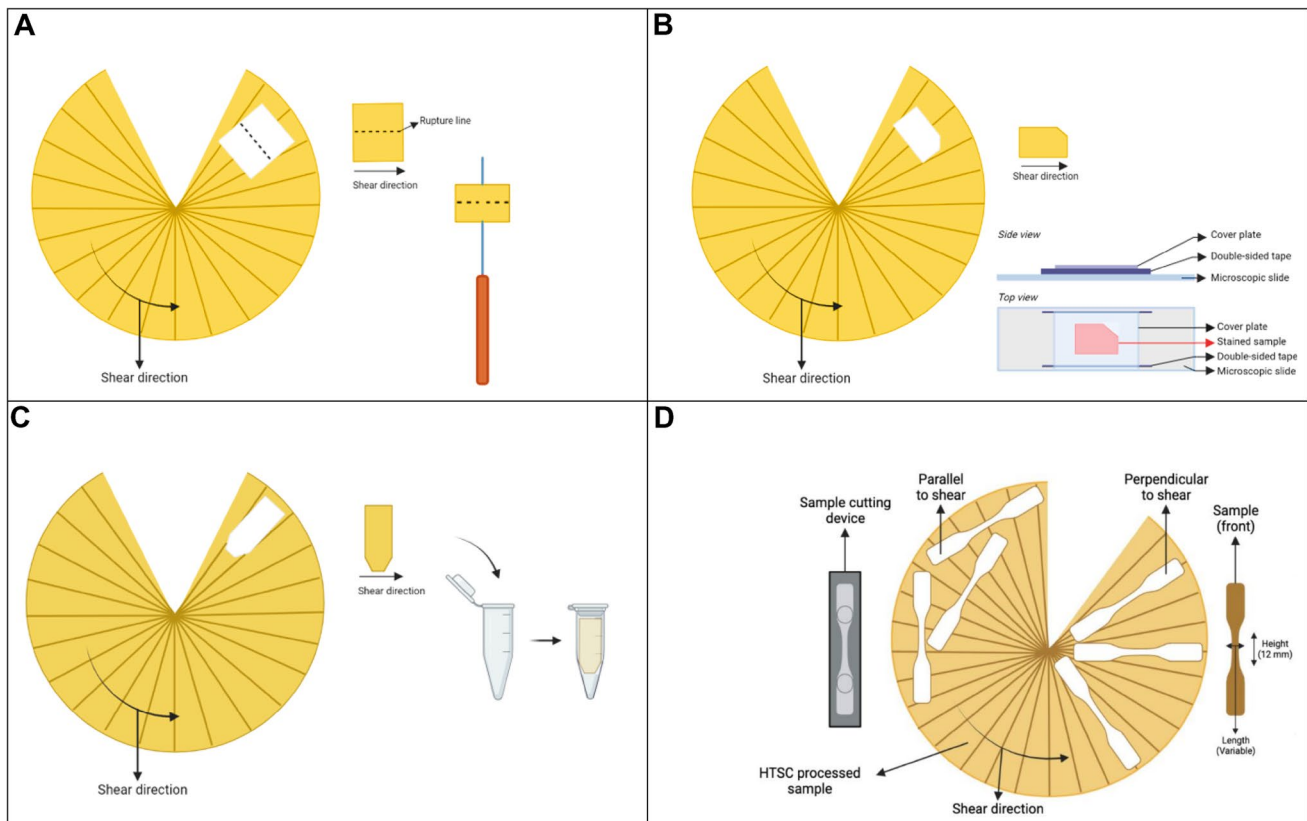 A
Rupture line
Shear direction
Shear direction
B
Shear direction
Side view
Cover plate
Double-sided tape
Microscopic slide
Top view
Cover plate
Stained sample
Double-sided tape
Microscopic slide
Shear direction
C
Shear direction
Shear direction
D
Parallel
to shear
Perpendicular
to shear
Sample cutting
device
Sample
(front)
Height
(12 mm)
Length
(Variable)
HTSC processed
sample
Shear direction